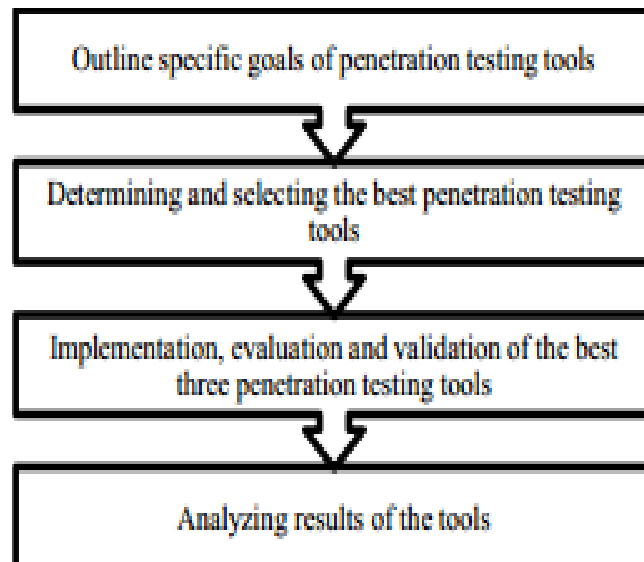 Outline specific goals of penetration testing tools
Determining and selecting the best penetration testing
tools
Implementation, evaluation and validation of the best
three penetration testing tools
Analyzing results of the tools